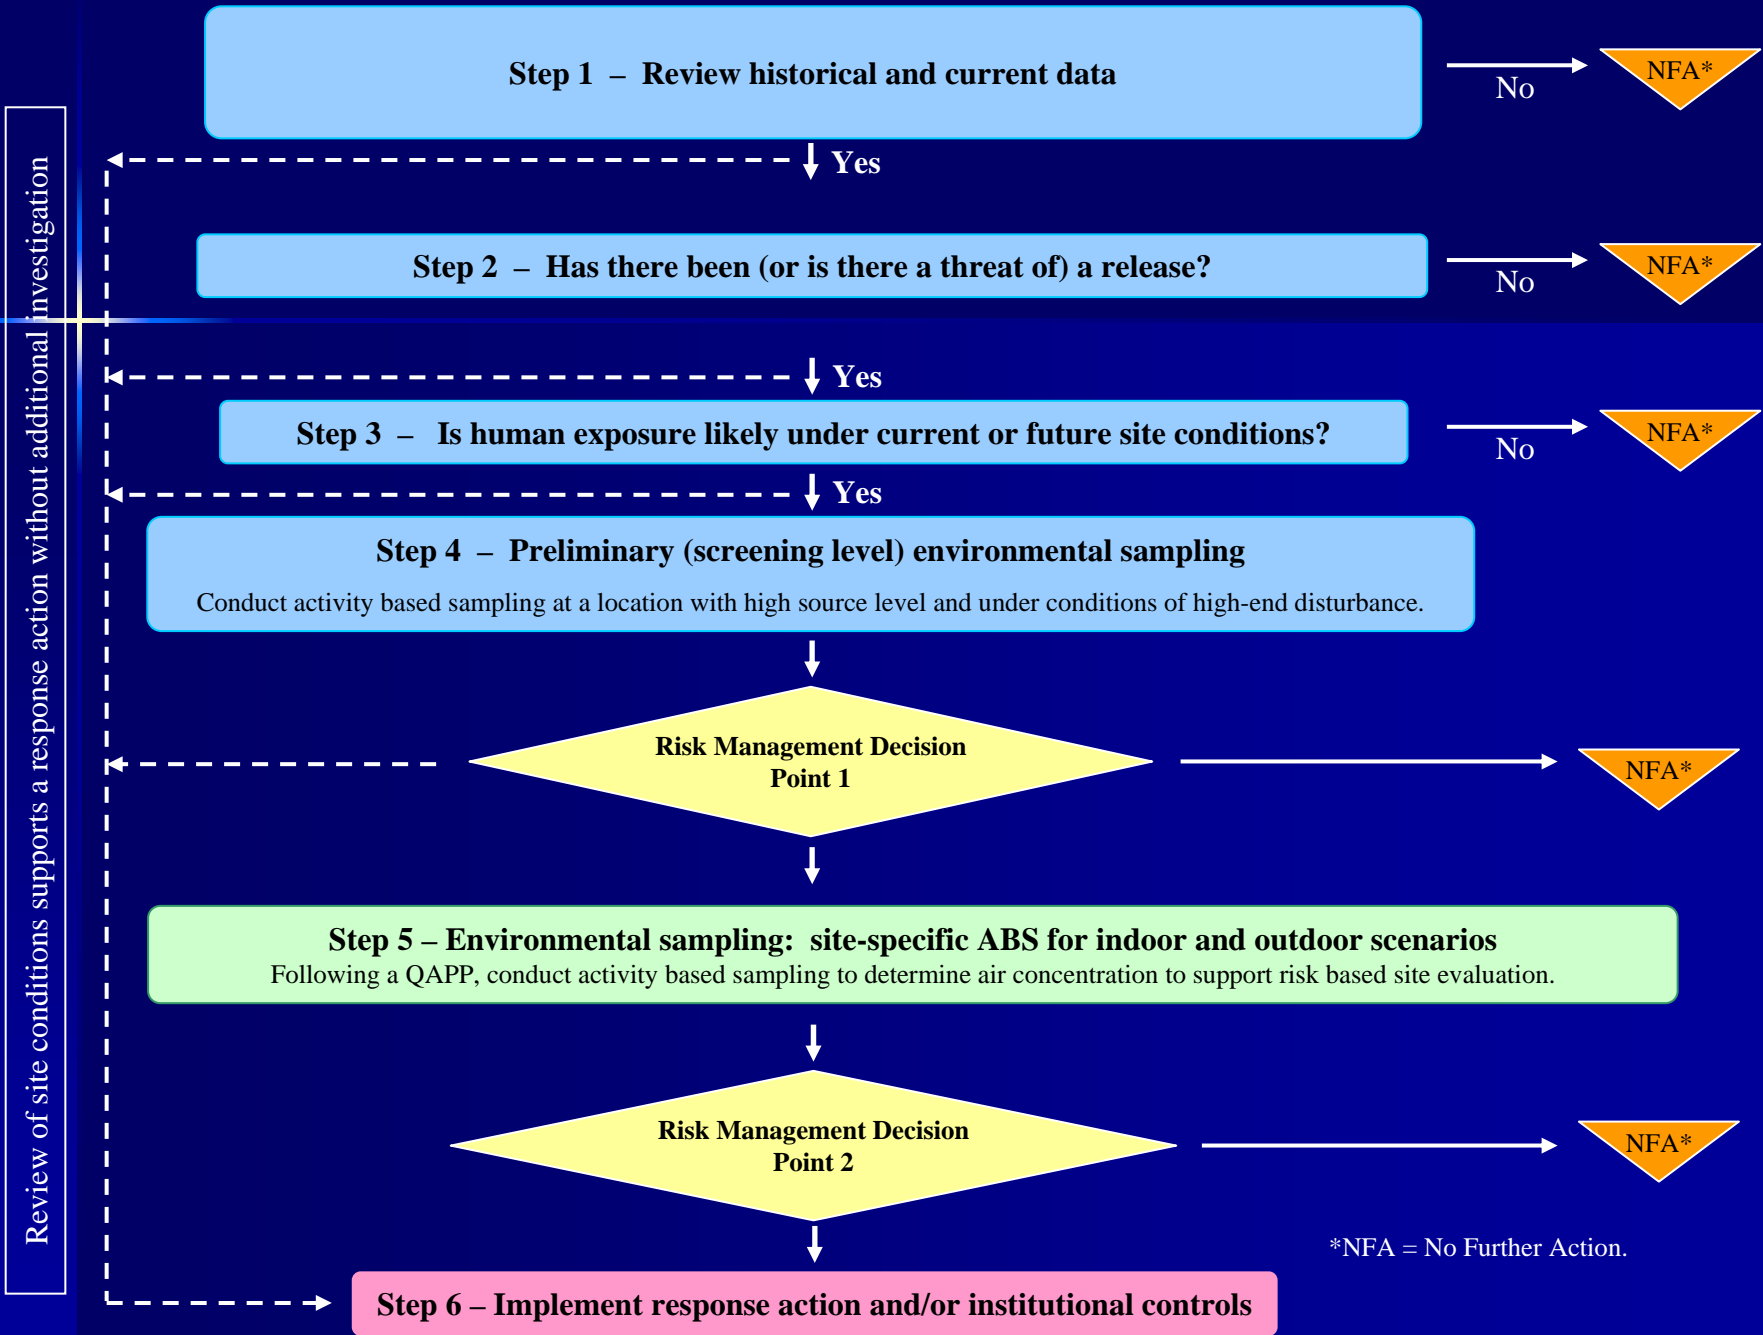 Step 1 – Review historical and current data
No
NFA*
Yes
Step 2 – Has there been (or is there a threat of) a release?
No
NFA*
Yes
Step 3 – Is human exposure likely under current or future site conditions?
No
NFA*
Yes
Step 4 – Preliminary (screening level) environmental sampling
Conduct activity based sampling at a location with high source level and under conditions of high-end disturbance.
Risk Management Decision
Point 1
NFA*
Step 5 – Environmental sampling: site-specific ABS for indoor and outdoor scenarios
Following a QAPP, conduct activity based sampling to determine air concentration to support risk based site evaluation.
Risk Management Decision
Point 2
NFA*
*NFA = No Further Action.
Step 6 – Implement response action and/or institutional controls
Review of site conditions supports a response action without additional investigation